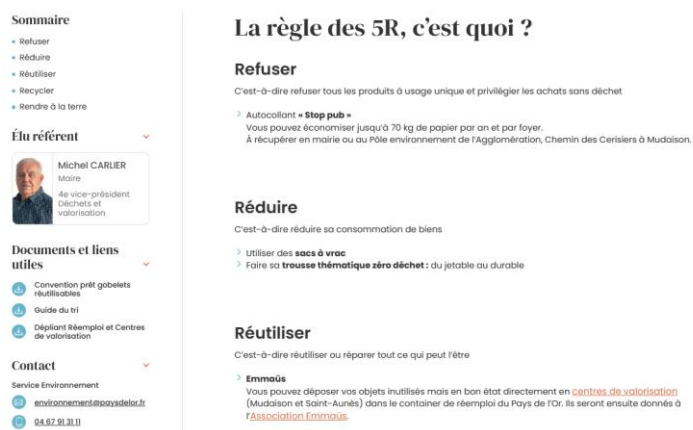 Sommaire
Refuser
Réduire
Réutiliser
Recycler
Rendre à la terre
Élu référent
Michel CARLIER
Maire
4e vice-président
Déchets et
valorisation
Documents et liens
utiles
Convention prêt gobelets
réutilisables
Guide du tri
Dépliant Réemploi et Centres
de valorisation
Contact
Service Environnement
environnement@paysdelor.fr
04 67 91 31 11
La règle des 5R, c’est quoi ?
Refuser
C’est-à-dire refuser tous les produits à usage unique et privilégier les achats sans déchet
Autocollant « Stop pub »
Vous pouvez économiser jusqu’à 70 kg de papier par an et par foyer.
À récupérer en mairie ou au Pôle environnement de l’Agglomération, Chemin des Cerisiers à Mudaison.
Réduire
C’est-à-dire réduire sa consommation de biens
Utiliser des sacs à vrac
Faire sa trousse thématique zéro déchet : du jetable au durable
Réutiliser
C’est-à-dire réutiliser ou réparer tout ce qui peut l’être
Emmaüs
Vous pouvez déposer vos objets inutilisés mais en bon état directement en centres de valorisation
(Mudaison et Saint-Aunès) dans le container de réemploi du Pays de l’Or. Ils seront ensuite donnés à
l’Association Emmaüs.